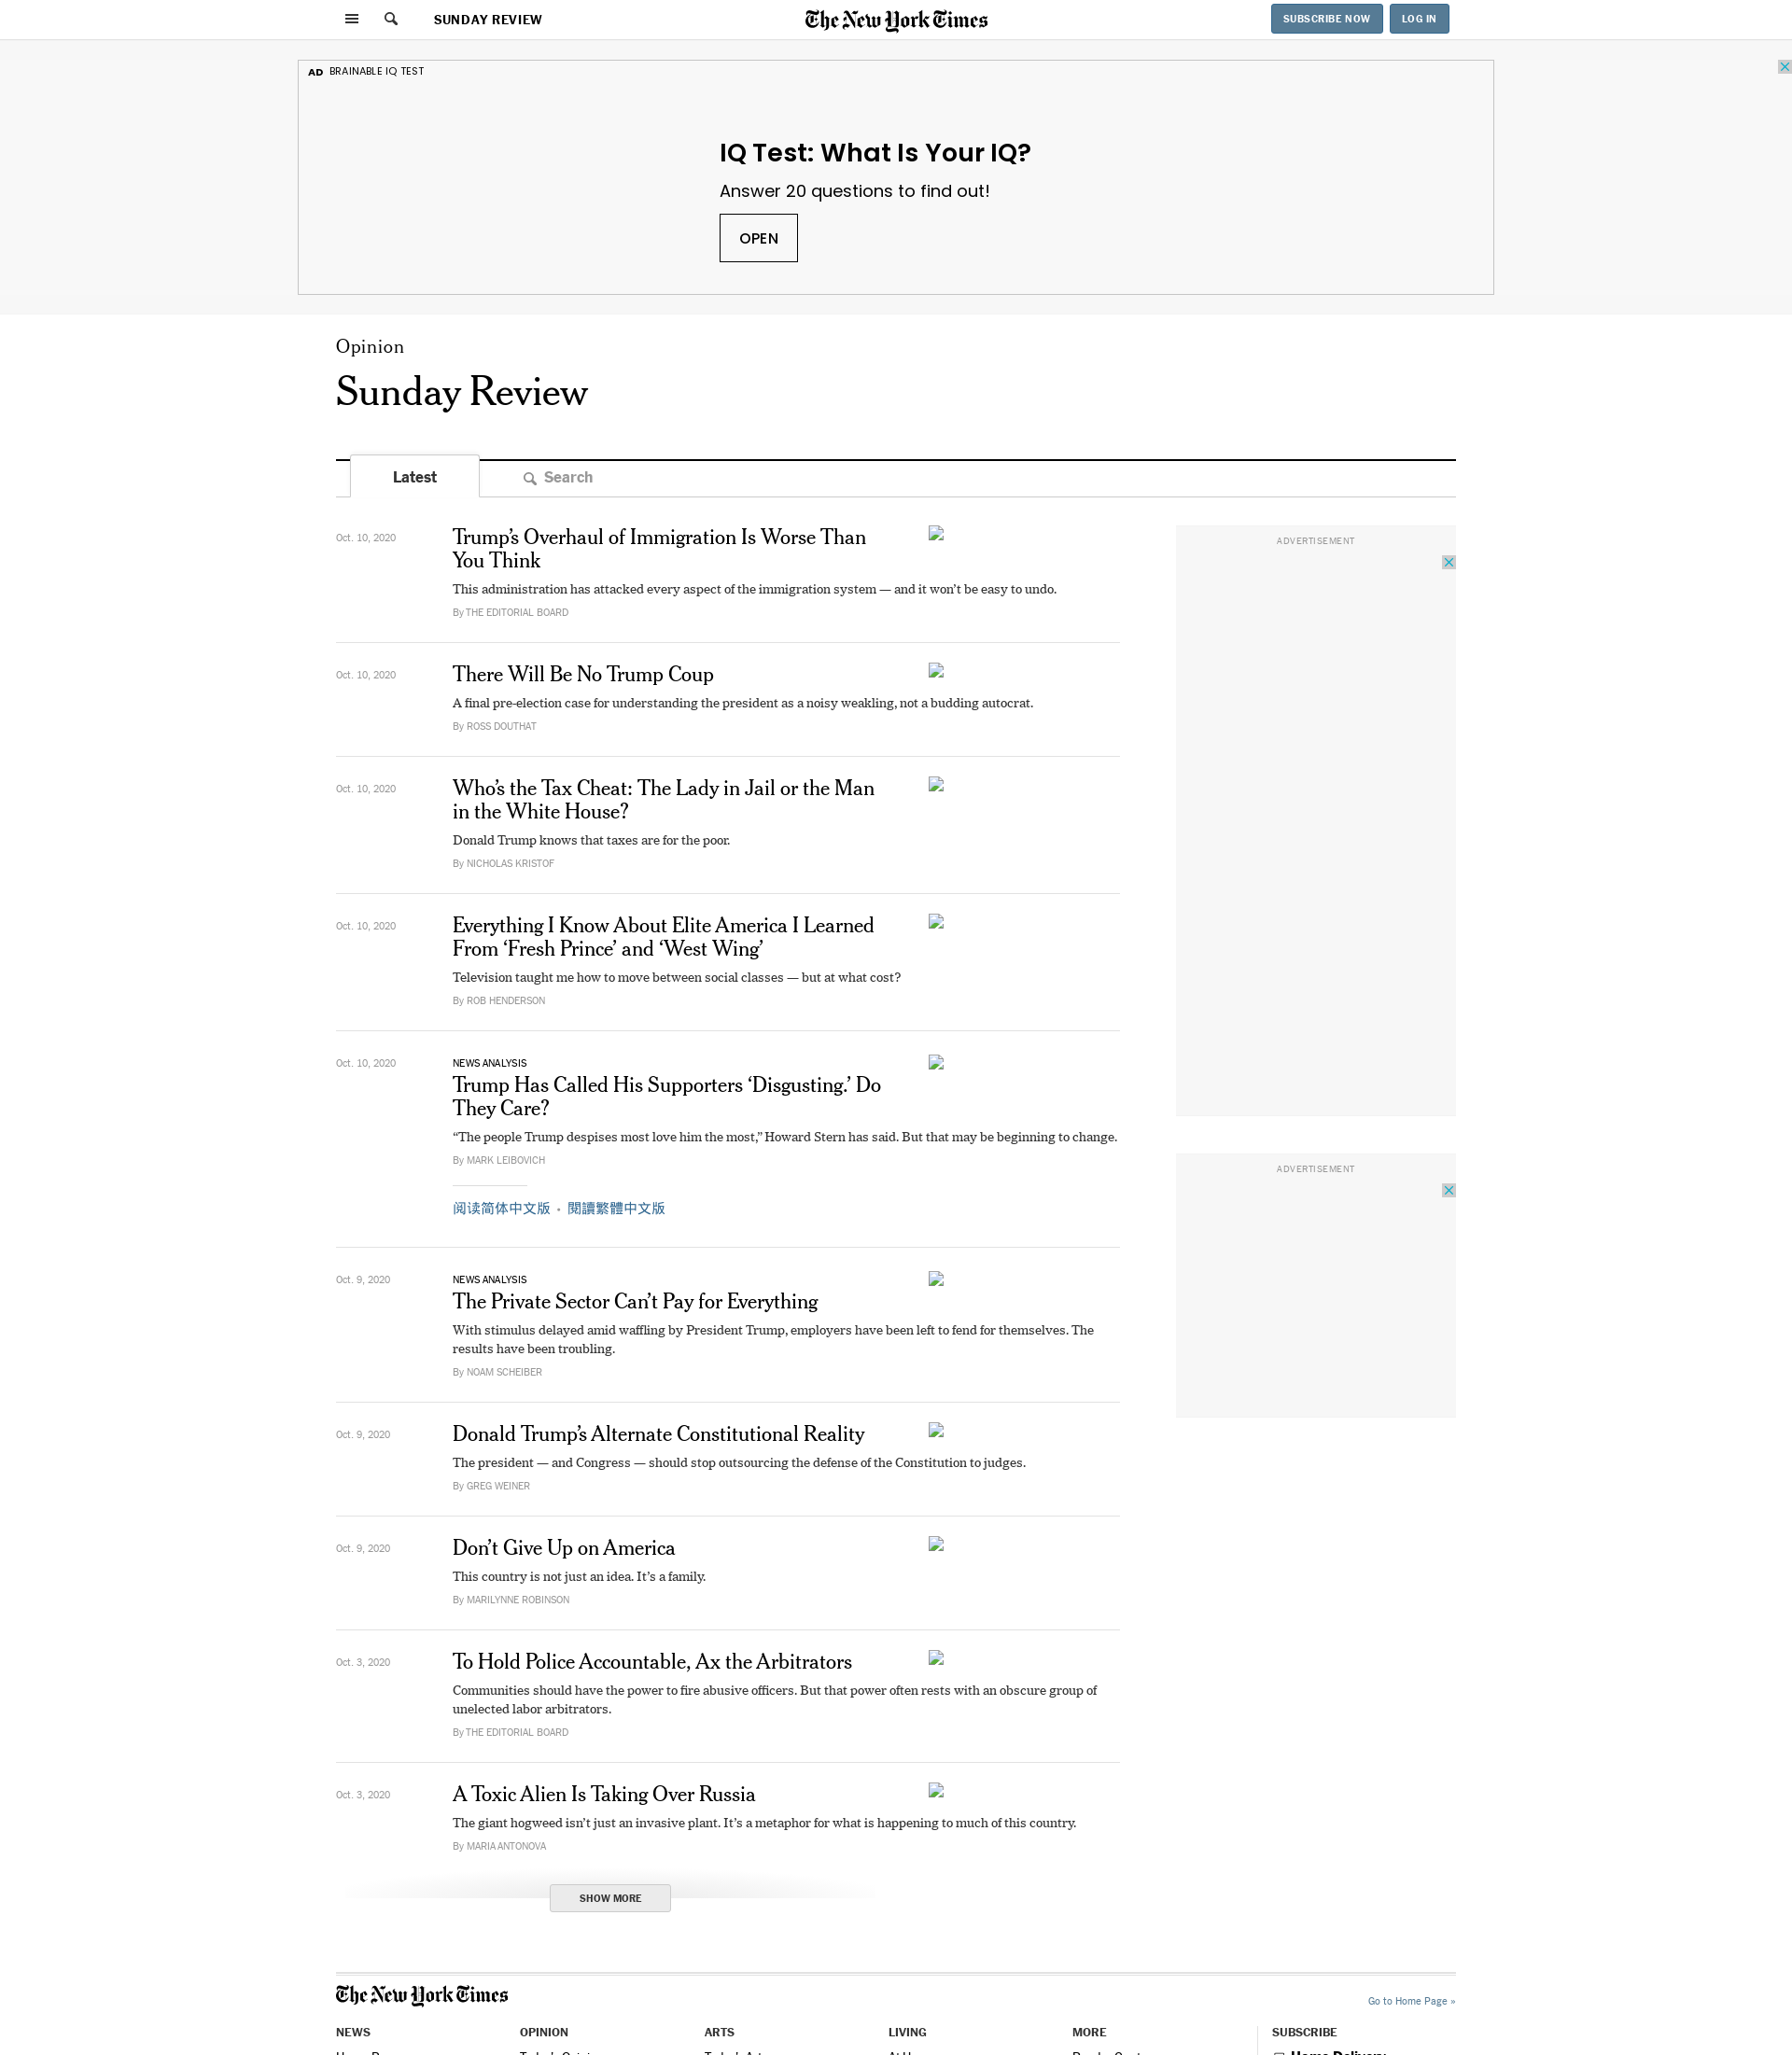 SUNDAY REVIEW
The New York Times
SUBSCRIBE NOW
LOG IN
AD BRAINABLE IQ TEST
IQ Test: What Is Your IQ?
Answer 20 questions to find out!
OPEN
Opinion
Sunday Review
Latest
Search
Oct. 10, 2020
Trump’s Overhaul of Immigration Is Worse Than
You Think
This administration has attacked every aspect of the immigration system — and it won’t be easy to undo.
By THE EDITORIAL BOARD
Oct. 10, 2020
There Will Be No Trump Coup
A final pre-election case for understanding the president as a noisy weakling, not a budding autocrat.
By ROSS DOUTHAT
Oct. 10, 2020
Who’s the Tax Cheat: The Lady in Jail or the Man
in the White House?
Donald Trump knows that taxes are for the poor.
By NICHOLAS KRISTOF
Oct. 10, 2020
Everything I Know About Elite America I Learned
From ‘Fresh Prince’ and ‘West Wing’
Television taught me how to move between social classes — but at what cost?
By ROB HENDERSON
Oct. 10, 2020
NEWS ANALYSIS
Trump Has Called His Supporters ‘Disgusting.’ Do
They Care?
“The people Trump despises most love him the most,” Howard Stern has said. But that may be beginning to change.
By MARK LEIBOVICH
阅读简体中文版 • 閱讀繁體中文版
Oct. 9, 2020
NEWS ANALYSIS
The Private Sector Can’t Pay for Everything
With stimulus delayed amid waffling by President Trump, employers have been left to fend for themselves. The
results have been troubling.
By NOAM SCHEIBER
Oct. 9, 2020
Donald Trump’s Alternate Constitutional Reality
The president — and Congress — should stop outsourcing the defense of the Constitution to judges.
By GREG WEINER
Oct. 9, 2020
Don’t Give Up on America
This country is not just an idea. It’s a family.
By MARILYNNE ROBINSON
Oct. 3, 2020
To Hold Police Accountable, Ax the Arbitrators
Communities should have the power to fire abusive officers. But that power often rests with an obscure group of
unelected labor arbitrators.
By THE EDITORIAL BOARD
Oct. 3, 2020
A Toxic Alien Is Taking Over Russia
The giant hogweed isn’t just an invasive plant. It’s a metaphor for what is happening to much of this country.
By MARIA ANTONOVA
SHOW MORE
ADVERTISEMENT
ADVERTISEMENT
The New York Times
Go to Home Page »
NEWS
OPINION
ARTS
LIVING
MORE
SUBSCRIBE